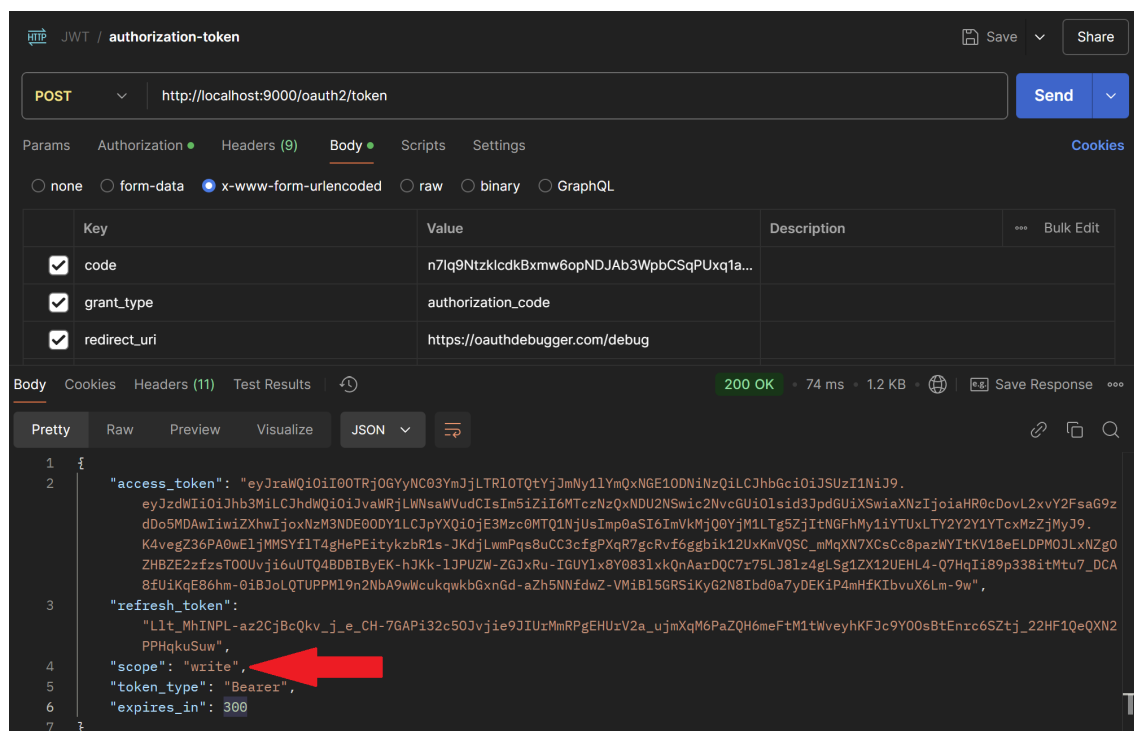 HTTP JWT / authorization-token Save Share
POST http://localhost:9000/oauth2/token Send
Params Authorization Headers (9) Body Scripts Settings Cookies
none form-data x-www-form-urlencoded raw binary GraphQL
Key Value Description Bulk Edit
code n7Iq9NtzklcdkBxmw6opNDJAb3WpbCSqPUxq1a...
grant_type authorization_code
redirect_uri https://oauthdebugger.com/debug
Body Cookies Headers (11) Test Results 200 OK 74 ms 1.2 KB e.g. Save Response
Pretty Raw Preview Visualize JSON
1 {
2 "access_token": "eyJraWQiOiI0OTRjOGYyNC03YmJjLTRlOTQtYjJmNy1lYmQxNGE1ODNiNzQiLCJhbGciOiJSUzI1NiJ9.
eyJzdWIiOiJhb3MiLCJhdWQiOiJvaWRjLWNsaWVudCIsIm5iZiI6MTczNzQxNDU2NSwic2NvcGUiOlsid3JpdGUiXSwiaXNzIjoiaHR0cDovL2xvY2FsaG9z
dDo5MDAwIiwiZXhwIjoxNzM3NDE0ODY1LCJpYXQiOjE3Mzc0MTQ1NjUsImp0aSI6ImVkMjQ0YjM1LTg5ZjItNGFhMy1iYTUxLTY2Y2Y1YTcxMzZjMyJ9.
K4vegZ36PA0wEljMMSYflT4gHePEitykzbR1s-JKdjLwmPqs8uCC3cfgPXqR7gcRvf6ggbik12UxKmVQSC_mMqXN7XCsCc8pazWYItKV18eELDPMOJLxNZgO
ZHBZE2zfzsTOOUvji6uUTQ4BDBIByEK-hJKk-lJPUZW-ZGJxRu-IGUYlx8Y083lxkQnAarDQC7r75LJ8lz4gLSg1ZX12UEHL4-Q7HqIi89p338itMtu7_DCA
8fUiKqE86hm-0iBJoLQTUPPMl9n2NbA9wWcukqwkbGxnGd-aZh5NNfdwZ-VMiBl5GRSiKyG2N8Ibd0a7yDEKiP4mHfKIbvuX6Lm-9w",
3 "refresh_token":
"Llt_MhINPL-az2CjBcQkv_j_e_CH-7GAPi32c5OJvjie9JIUrMmRPgEHUrV2a_ujmXqM6PaZQH6meFtM1tWveyhKFJc9YOOsBtEnrc6SZtj_22HF1QeQXN2
PPHqkuSuw",
4 "scope": "write",
5 "token_type": "Bearer",
6 "expires_in": 300
7 }